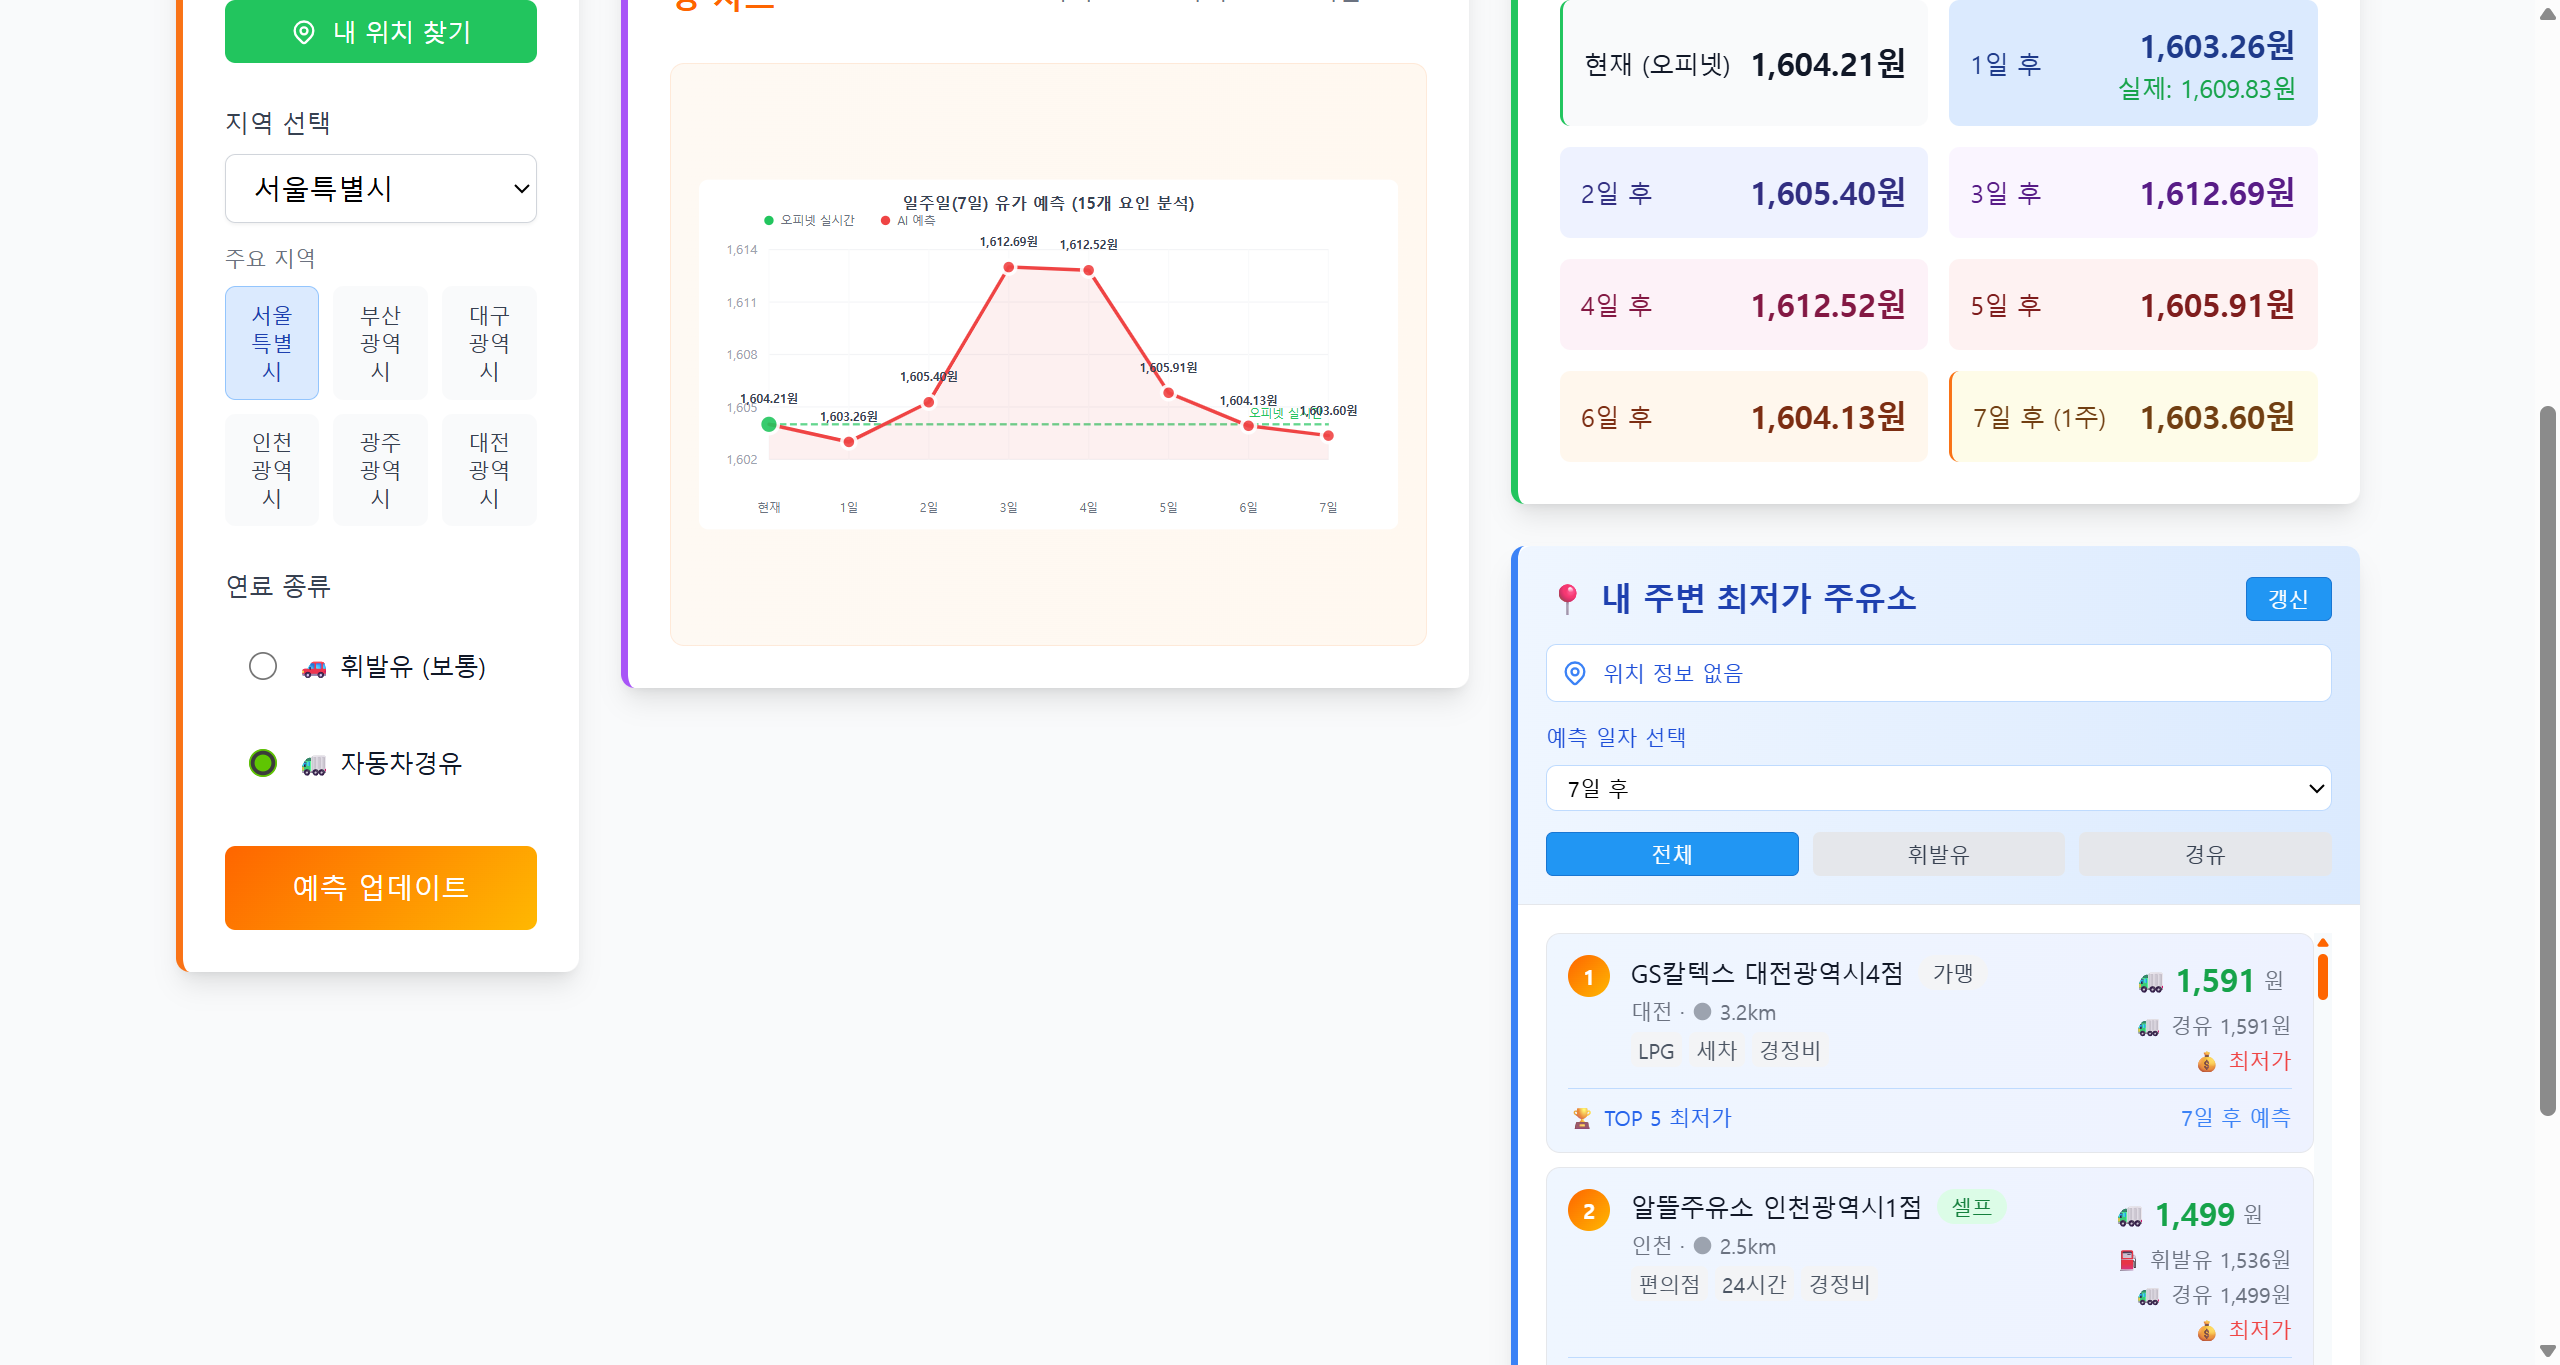 내 위치 찾기
지역 선택
서울특별시
주요 지역
서울
특별
시
부산
광역
시
대구
광역
시
인천
광역
시
광주
광역
시
대전
광역
시
연료 종류
휘발유 (보통)
자동차경유
예측 업데이트
일주일(7일) 유가 예측 (15개 요인 분석)
오피넷 실시간
AI 예측
1,614
1,611
1,608
1,605
1,602
1,604.21원
1,603.26원
1,605.40원
1,612.69원
1,612.52원
1,605.91원
1,604.13원
1,603.60원
현재
1일
2일
3일
4일
5일
6일
7일
현재 (오피넷) 1,604.21원
1일 후 1,603.26원
실제: 1,609.83원
2일 후 1,605.40원
3일 후 1,612.69원
4일 후 1,612.52원
5일 후 1,605.91원
6일 후 1,604.13원
7일 후 (1주) 1,603.60원
내 주변 최저가 주유소
갱신
위치 정보 없음
예측 일자 선택
7일 후
전체
휘발유
경유
1
GS칼텍스 대전광역시4점 가맹
대전 · 3.2km
LPG 세차 경정비
1,591 원
경유 1,591원
최저가
TOP 5 최저가
7일 후 예측
2
알뜰주유소 인천광역시1점 셀프
인천 · 2.5km
편의점 24시간 경정비
1,499 원
휘발유 1,536원
경유 1,499원
최저가